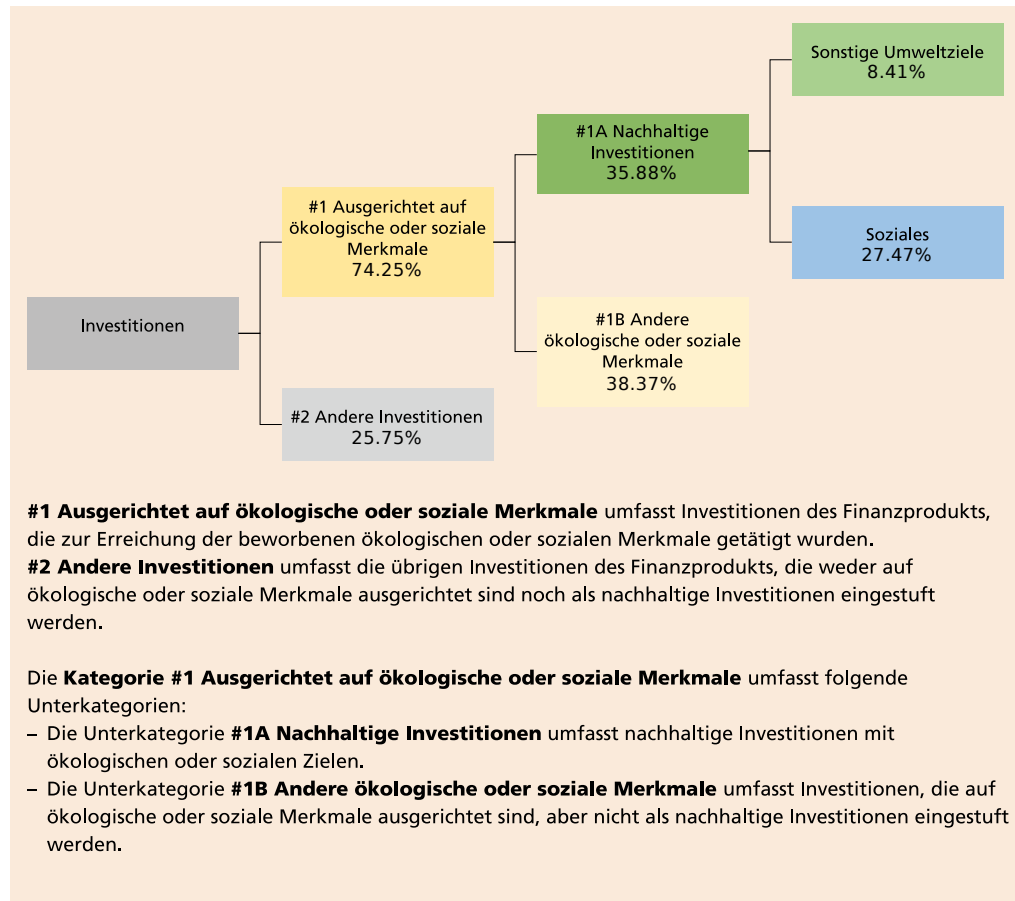 Sonstige Umweltziele
8.41%
#1A Nachhaltige
Investitionen
35.88%
#1 Ausgerichtet auf
ökologische oder soziale
Merkmale
74.25%
Soziales
27.47%
Investitionen
#1B Andere
ökologische oder soziale
Merkmale
38.37%
#2 Andere Investitionen
25.75%
#1 Ausgerichtet auf ökologische oder soziale Merkmale umfasst Investitionen des Finanzprodukts,
die zur Erreichung der beworbenen ökologischen oder sozialen Merkmale getätigt wurden.
#2 Andere Investitionen umfasst die übrigen Investitionen des Finanzprodukts, die weder auf
ökologische oder soziale Merkmale ausgerichtet sind noch als nachhaltige Investitionen eingestuft
werden.
Die Kategorie #1 Ausgerichtet auf ökologische oder soziale Merkmale umfasst folgende
Unterkategorien:
– Die Unterkategorie #1A Nachhaltige Investitionen umfasst nachhaltige Investitionen mit
ökologischen oder sozialen Zielen.
– Die Unterkategorie #1B Andere ökologische oder soziale Merkmale umfasst Investitionen, die auf
ökologische oder soziale Merkmale ausgerichtet sind, aber nicht als nachhaltige Investitionen eingestuft
werden.